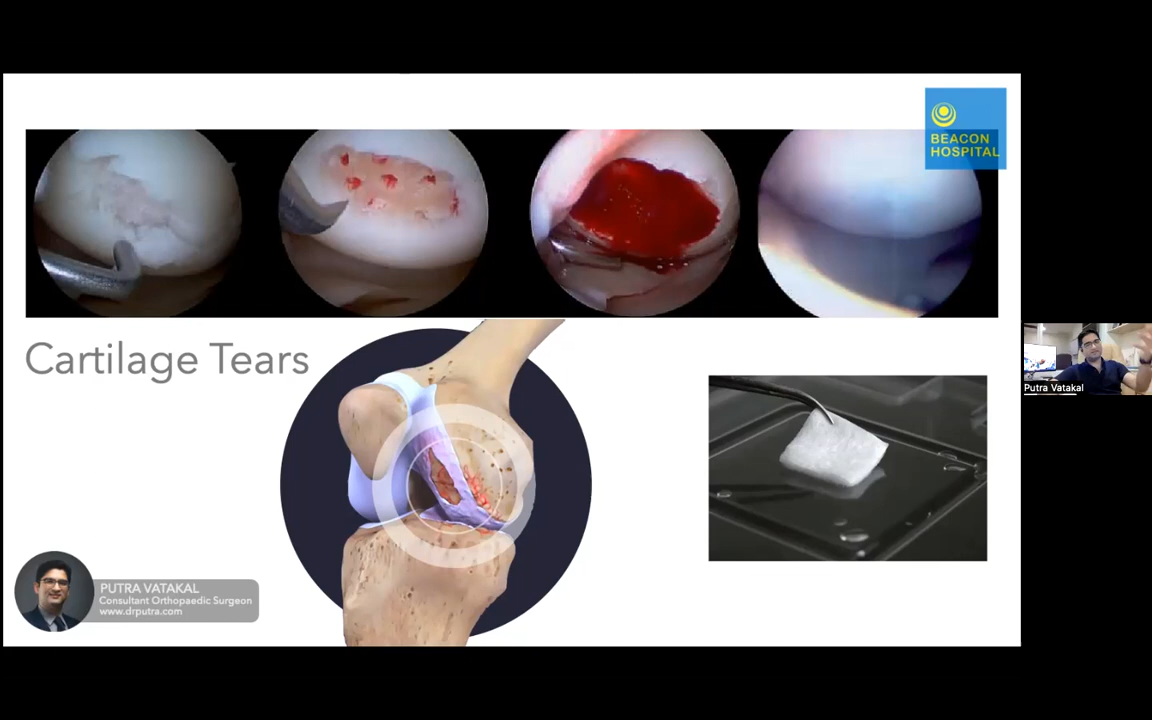 BEACON
HOSPITAL
Cartilage Tears
PUTRA VATAKAL
Consultant Orthopaedic Surgeon
www.drputra.com
Putra Vatakal